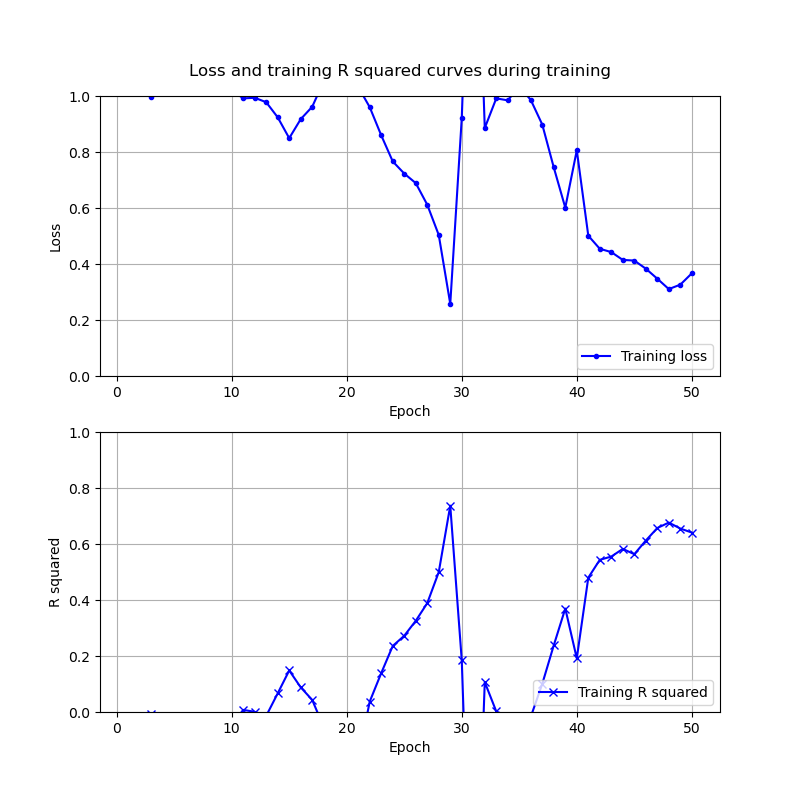 Loss and training R squared curves during training
1.0
0.8
0.6
0.4
0.2
0.0
Loss
Training loss
0 10 20 30 40 50
Epoch
1.0
0.8
0.6
0.4
0.2
0.0
R squared
Training R squared
0 10 20 30 40 50
Epoch